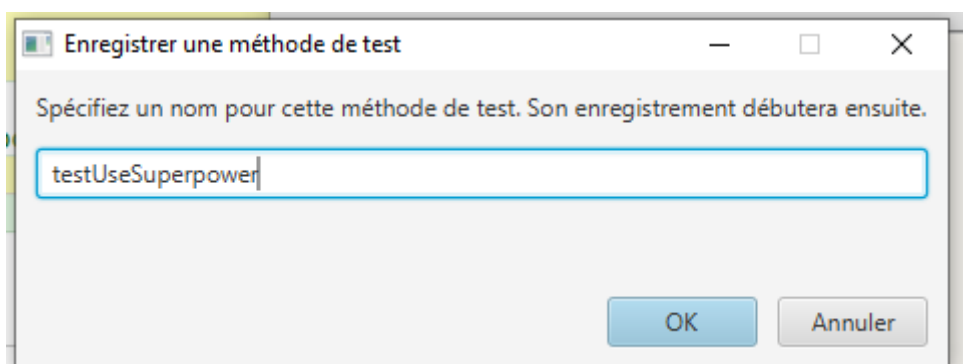 Enregistrer une méthode de test
Spécifiez un nom pour cette méthode de test. Son enregistrement débutera ensuite.
testUseSuperpower
OK
Annuler